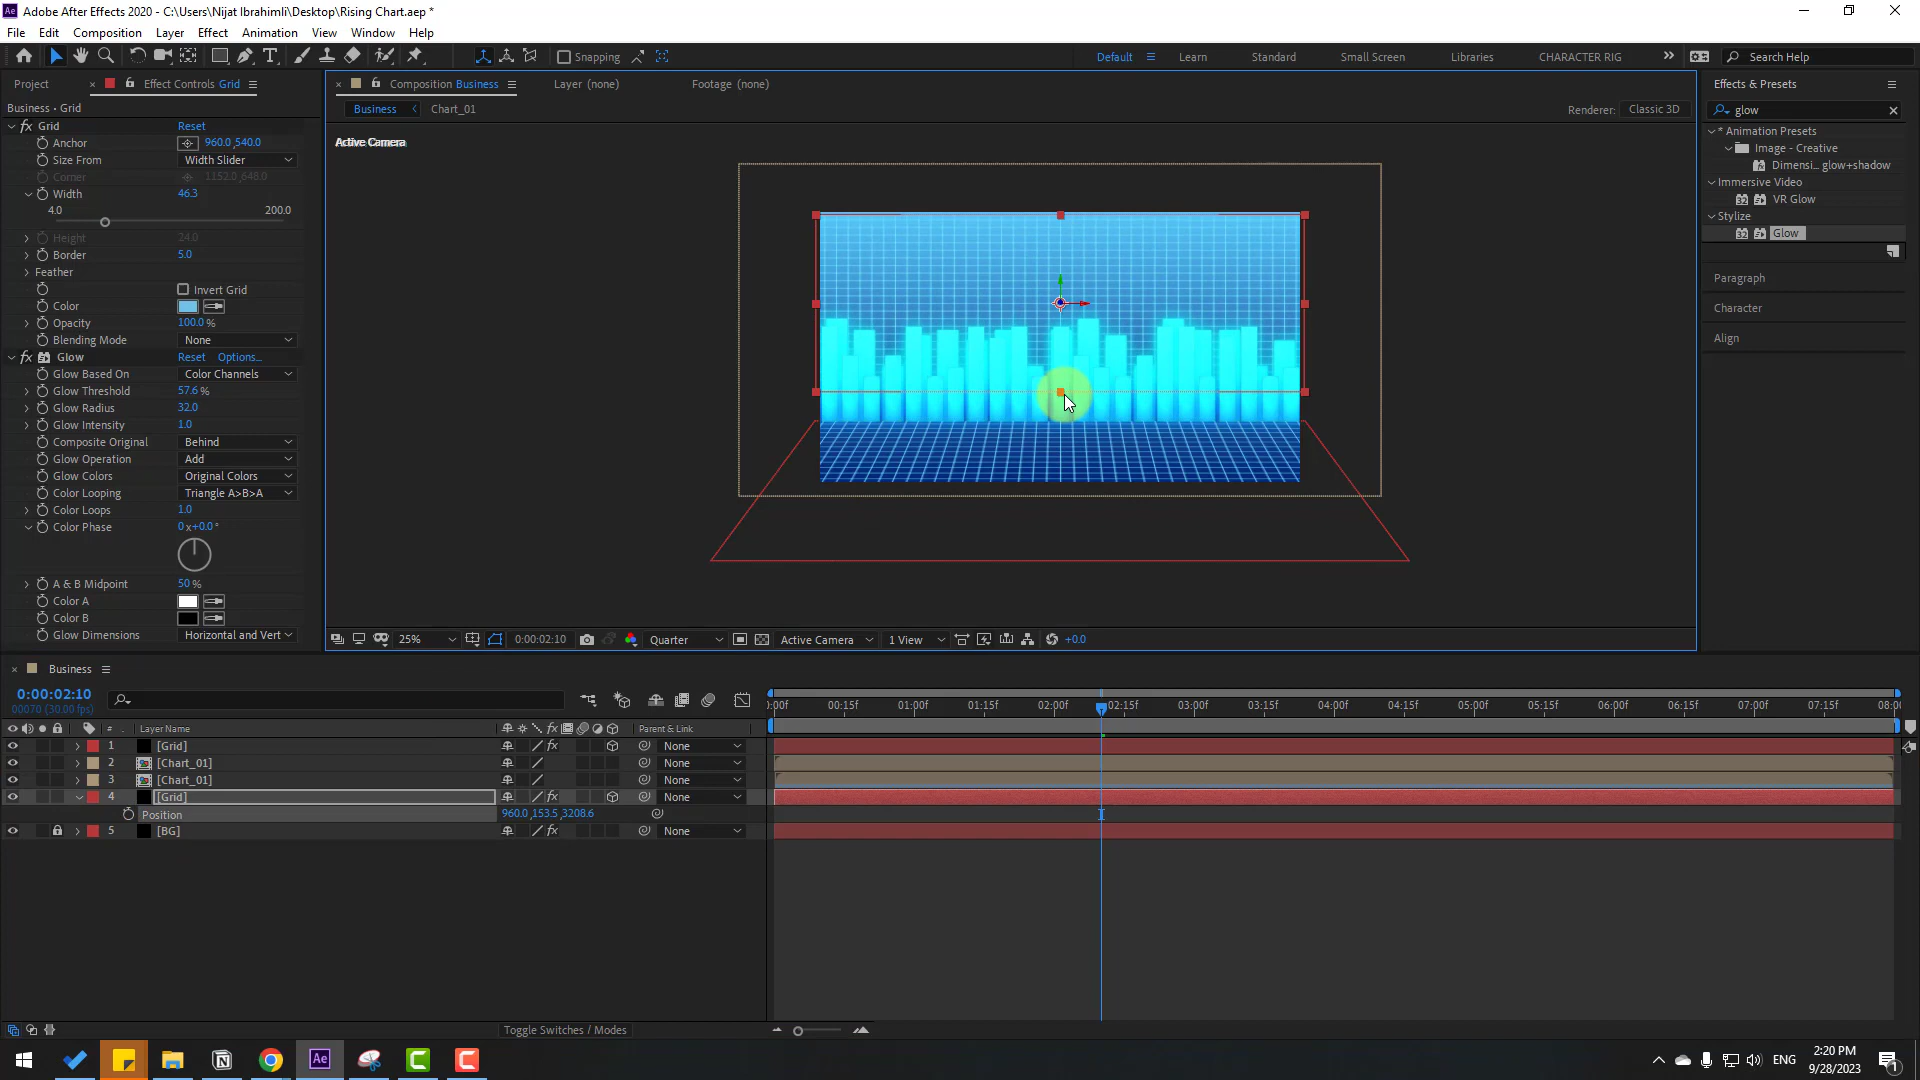 Adobe After Effects 2020 - C:\Users\Nijat Ibrahimli\Desktop\Rising Chart.aep *
File Edit Composition Layer Effect Animation View Window Help
Snapping Default Learn Standard Small Screen Libraries CHARACTER RIG Search Help
Project Effect Controls Grid Composition Business Layer (none) Footage (none) Effects & Presets
Business • Grid Business Chart_01 Renderer: Classic 3D glow
Grid Reset
Anchor 960.0,540.0
Size From Width Slider
Corner 1152.0,648.0
Width 46.3
4.0 200.0
Height 24.0
Border 5.0
Feather
Invert Grid
Color
Opacity 100.0 %
Blending Mode None
Glow Reset Options...
Glow Based On Color Channels
Glow Threshold 57.6 %
Glow Radius 32.0
Glow Intensity 1.0
Composite Original Behind
Glow Operation Add
Glow Colors Original Colors
Color Looping Triangle A>B>A
Color Loops 1.0
Color Phase 0 x+0.0 °
A & B Midpoint 50 %
Color A
Color B
Glow Dimensions Horizontal and Vert
Active Camera
25% 0:00:02:10 Quarter Active Camera 1 View +0.0
* Animation Presets
Image - Creative
Dimensi... glow+shadow
Immersive Video
32 VR Glow
Stylize
32 Glow
Paragraph
Character
Align
Business
0:00:02:10
00070 (30.00 fps)
:00f 00:15f 01:00f 01:15f 02:00f 02:15f 03:00f 03:15f 04:00f 04:15f 05:00f 05:15f 06:00f 06:15f 07:00f 07:15f 08:00
# Layer Name fx Parent & Link
1 [Grid] fx None
2 [Chart_01] None
3 [Chart_01] None
4 [Grid] fx None
Position 960.0,153.5,3208.6
5 [BG] fx None
Toggle Switches / Modes
Ae ENG 2:20 PM
9/28/2023 1